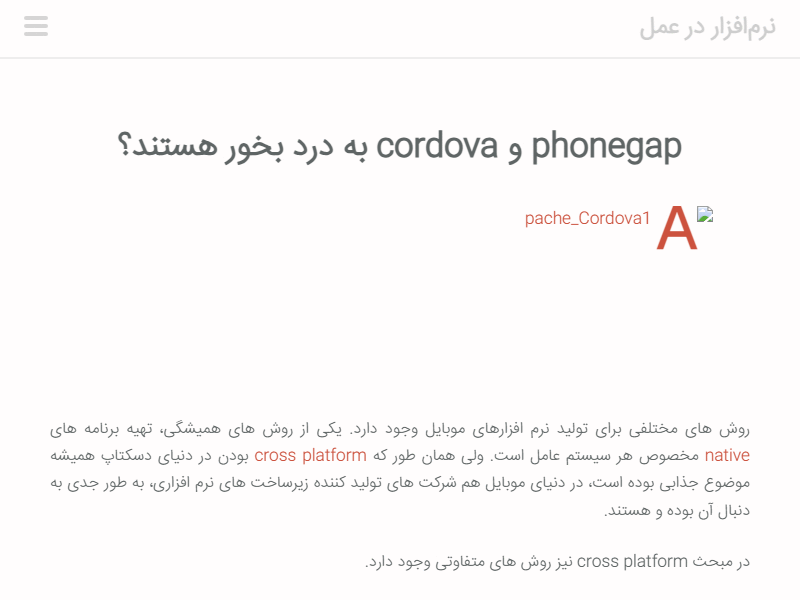 نرم‌افزار در عمل
phonegap و cordova به درد بخور هستند؟
Apache_Cordova1
روش های مختلفی برای تولید نرم افزارهای موبایل وجود دارد. یکی از روش های همیشگی، تهیه برنامه های
native مخصوص هر سیستم عامل است. ولی همان طور که cross platform بودن در دنیای دسکتاپ همیشه
موضوع جذابی بوده است، در دنیای موبایل هم شرکت های تولید کننده زیرساخت های نرم افزاری، به طور جدی به
دنبال آن بوده و هستند.
در مبحث cross platform نیز روش های متفاوتی وجود دارد.